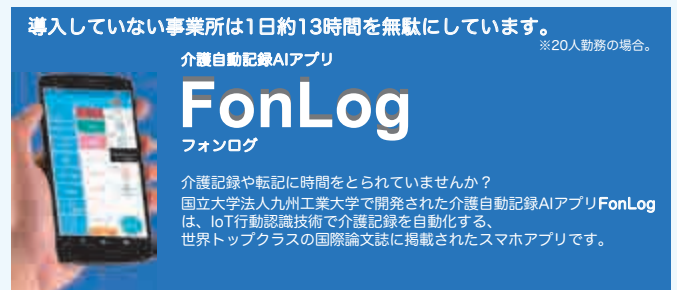 導入していない事業所は1日約13時間を無駄にしています。
※20人勤務の場合。
介護自動記録AIアプリ
FonLog
フォンログ
介護記録や転記に時間をとられていませんか？
国立大学法人九州工業大学で開発された介護自動記録AIアプリFonLog
は、IoT行動認識技術で介護記録を自動化する、
世界トップクラスの国際論文誌に掲載されたスマホアプリです。